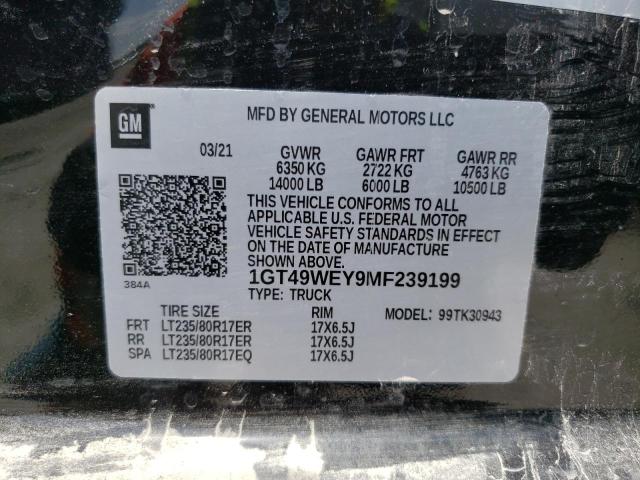 GM
MFD BY GENERAL MOTORS LLC
03/21 GVWR GAWR FRT GAWR RR
6350 KG 2722 KG 4763 KG
14000 LB 6000 LB 10500 LB
THIS VEHICLE CONFORMS TO ALL
APPLICABLE U.S. FEDERAL MOTOR
VEHICLE SAFETY STANDARDS IN EFFECT
ON THE DATE OF MANUFACTURE
SHOWN ABOVE.
384A
1GT49WEY9MF239199
TYPE: TRUCK
TIRE SIZE RIM MODEL: 99TK30943
FRT LT235/80R17ER 17X6.5J
RR LT235/80R17ER 17X6.5J
SPA LT235/80R17EQ 17X6.5J